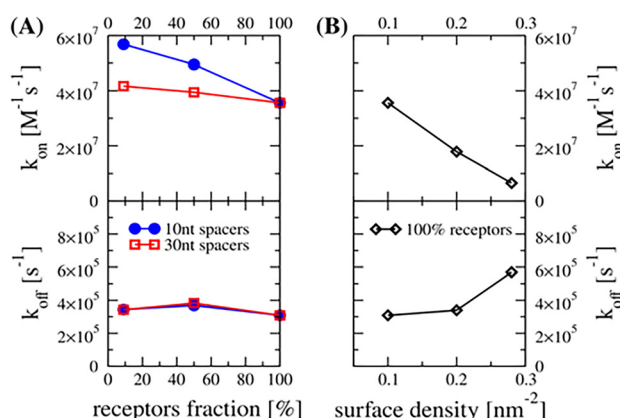 (A) 0 20 40 60 80 100 (B) 0.1 0.2 0.3
6×10⁷ 6×10⁷
4×10⁷ 4×10⁷
2×10⁷ 2×10⁷
0 0
k_on [M⁻¹ s⁻¹] k_on [M⁻¹ s⁻¹]
10nt spacers
30nt spacers
100% receptors
8×10⁵ 8×10⁵
6×10⁵ 6×10⁵
4×10⁵ 4×10⁵
2×10⁵ 2×10⁵
0 0
k_off [s⁻¹] k_off [s⁻¹]
0 20 40 60 80 100 0.1 0.2 0.3
receptors fraction [%] surface density [nm⁻²]